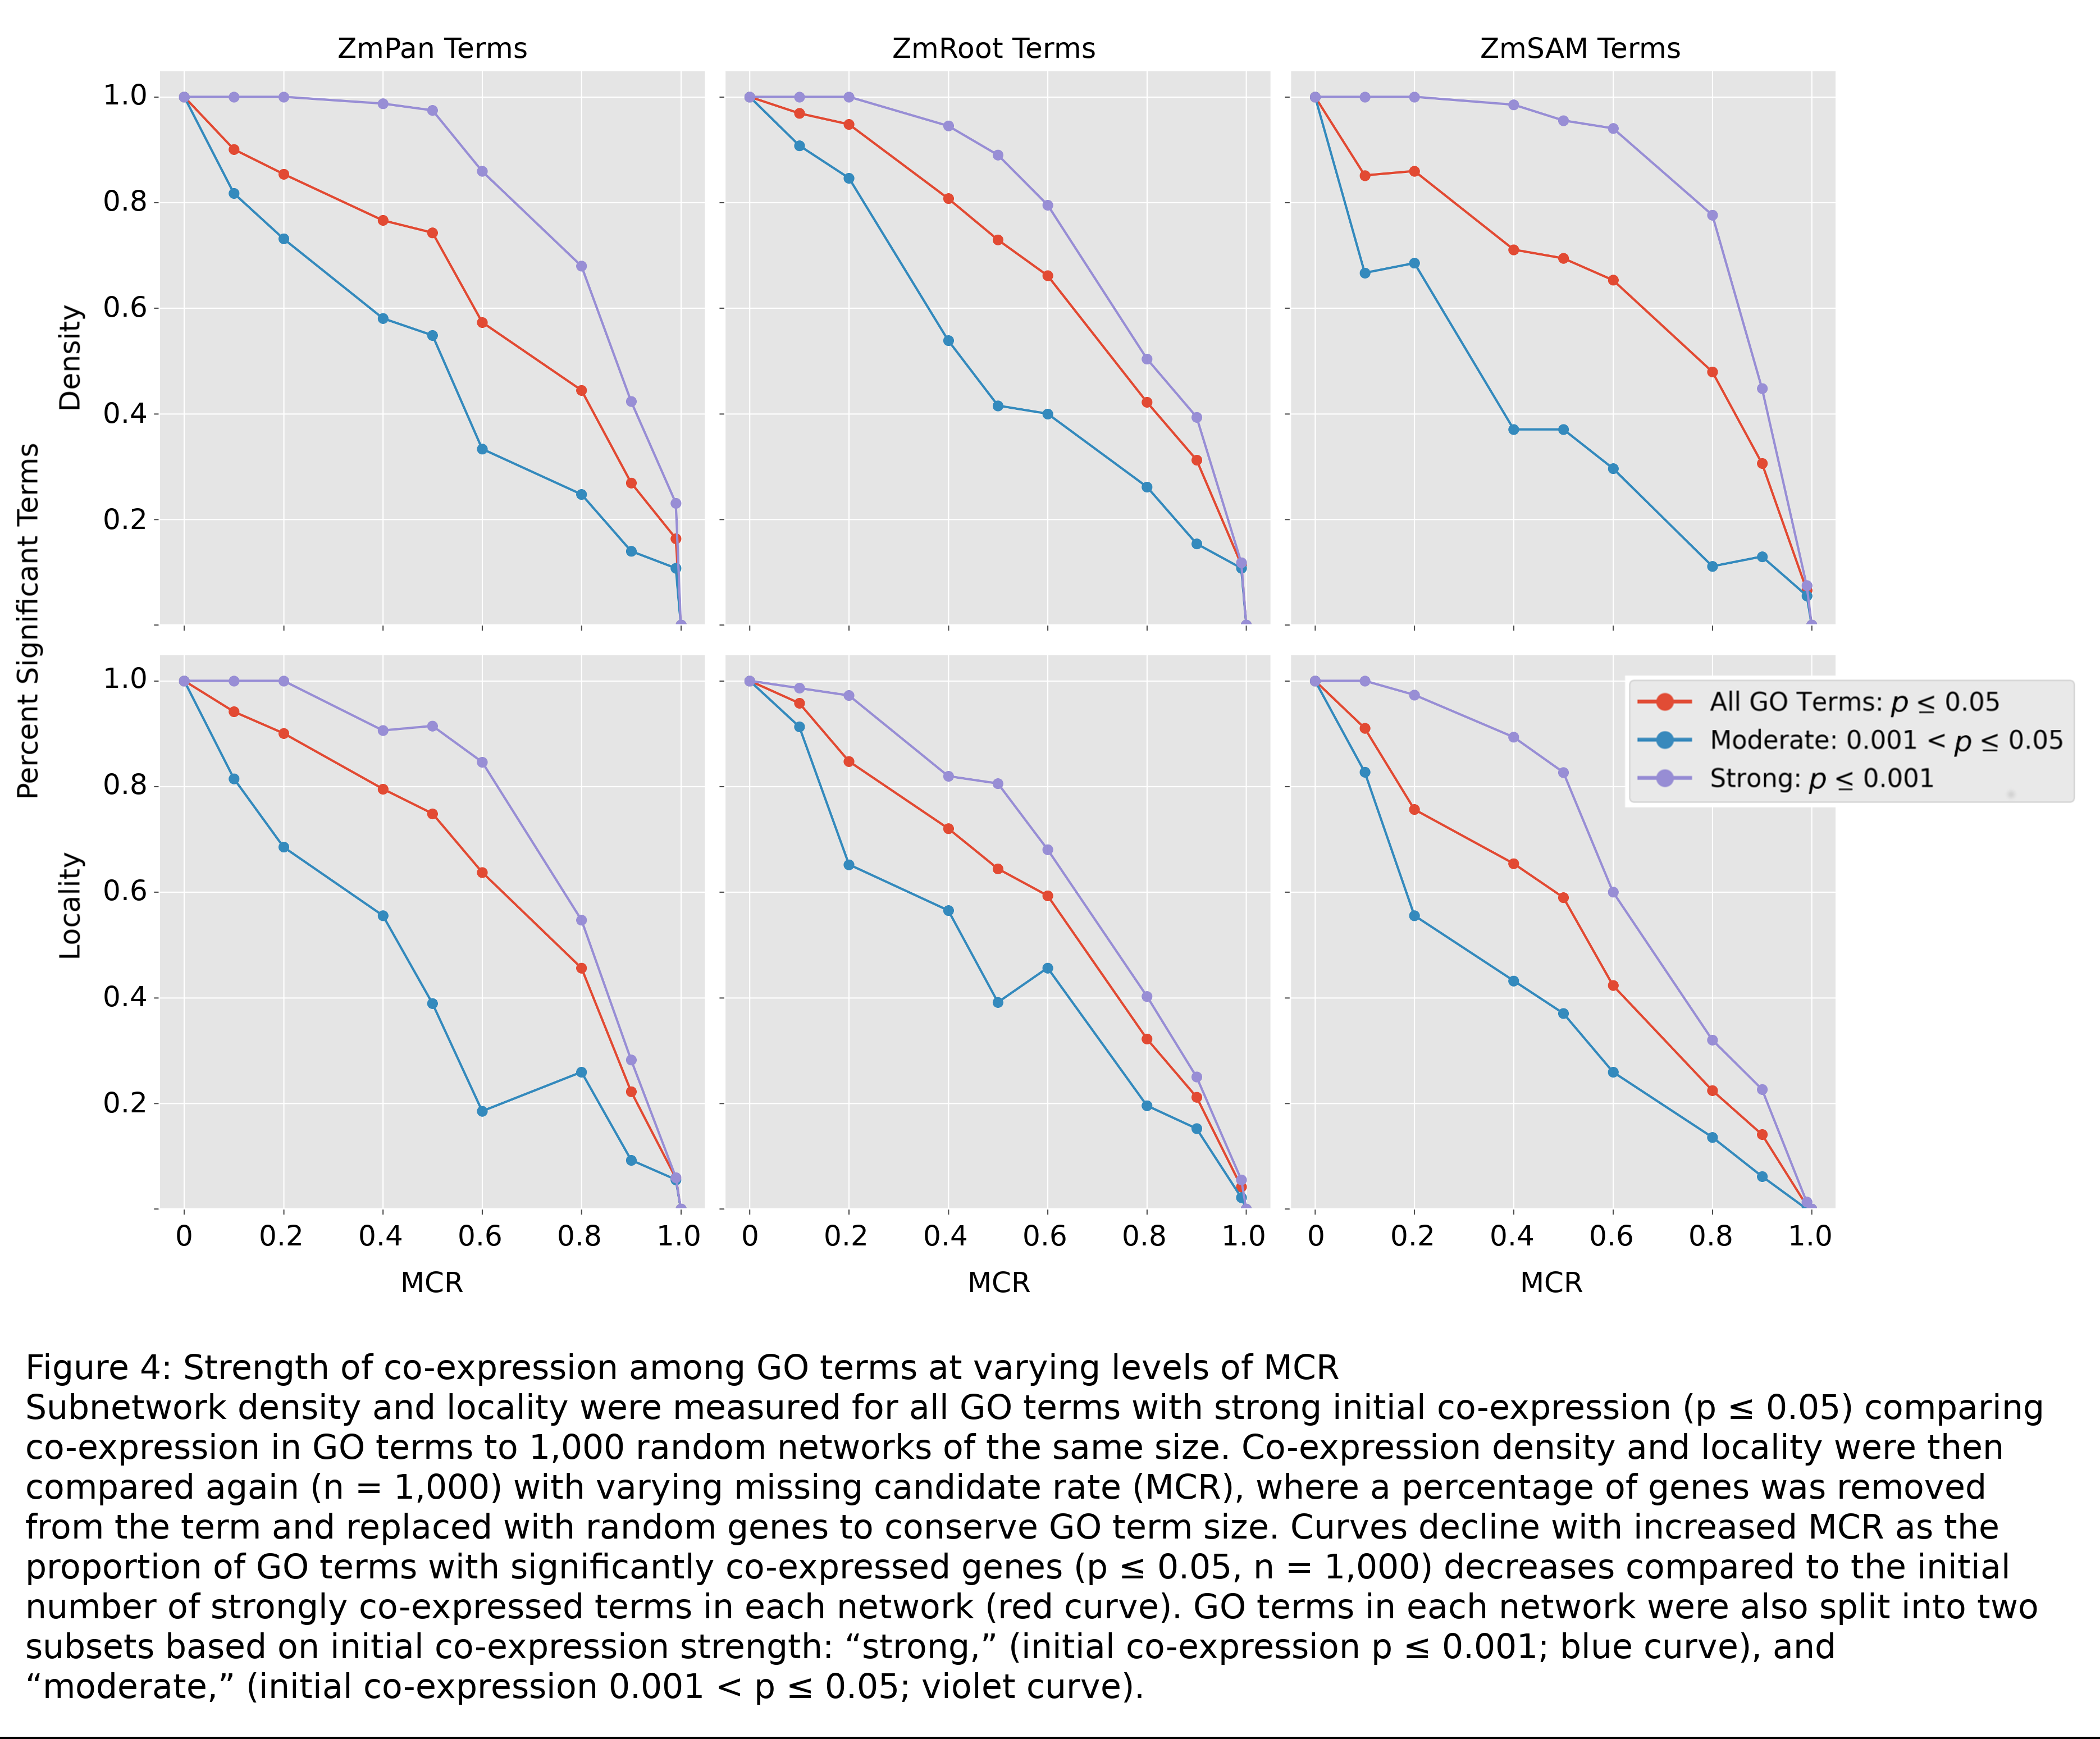 ZmPan Terms
ZmRoot Terms
ZmSAM Terms
1.0
0.8
0.6
0.4
0.2
Density
Percent Significant Terms
1.0
0.8
0.6
0.4
0.2
Locality
All GO Terms: p ≤ 0.05
Moderate: 0.001 < p ≤ 0.05
Strong: p ≤ 0.001
0 0.2 0.4 0.6 0.8 1.0
0 0.2 0.4 0.6 0.8 1.0
0 0.2 0.4 0.6 0.8 1.0
MCR
MCR
MCR
Figure 4: Strength of co-expression among GO terms at varying levels of MCR
Subnetwork density and locality were measured for all GO terms with strong initial co-expression (p ≤ 0.05) comparing
co-expression in GO terms to 1,000 random networks of the same size. Co-expression density and locality were then
compared again (n = 1,000) with varying missing candidate rate (MCR), where a percentage of genes was removed
from the term and replaced with random genes to conserve GO term size. Curves decline with increased MCR as the
proportion of GO terms with significantly co-expressed genes (p ≤ 0.05, n = 1,000) decreases compared to the initial
number of strongly co-expressed terms in each network (red curve). GO terms in each network were also split into two
subsets based on initial co-expression strength: “strong,” (initial co-expression p ≤ 0.001; blue curve), and
“moderate,” (initial co-expression 0.001 < p ≤ 0.05; violet curve).